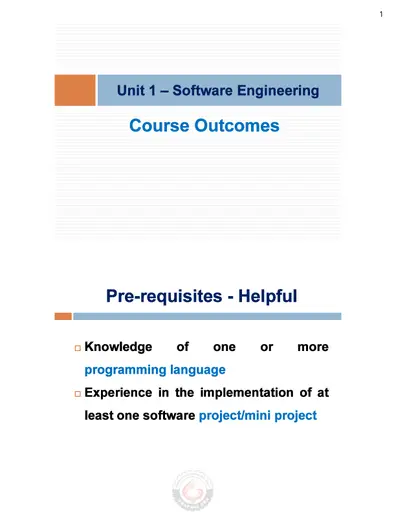 1
Unit 1 – Software Engineering
Course Outcomes
Pre-requisites - Helpful
Knowledge of one or more
programming language
Experience in the implementation of at
least one software project/mini project